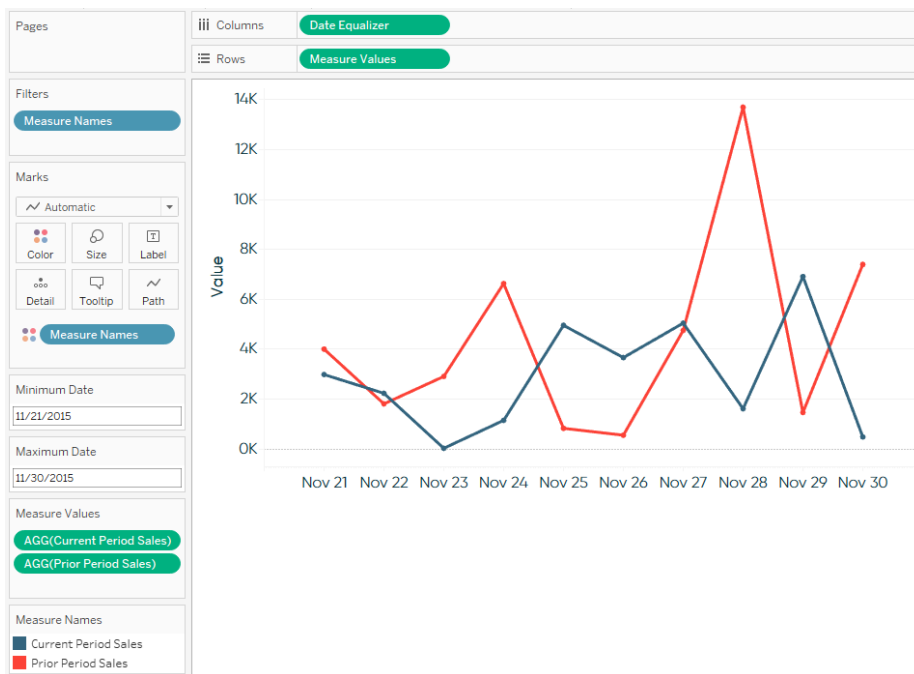 Pages
Columns
Date Equalizer
Rows
Measure Values
Filters
Measure Names
Marks
Automatic
Color
Size
T
Label
Detail
Tooltip
Path
Measure Names
Minimum Date
11/21/2015
Maximum Date
11/30/2015
Measure Values
AGG(Current Period Sales)
AGG(Prior Period Sales)
Measure Names
Current Period Sales
Prior Period Sales
Value
14K
12K
10K
8K
6K
4K
2K
0K
Nov 21 Nov 22 Nov 23 Nov 24 Nov 25 Nov 26 Nov 27 Nov 28 Nov 29 Nov 30